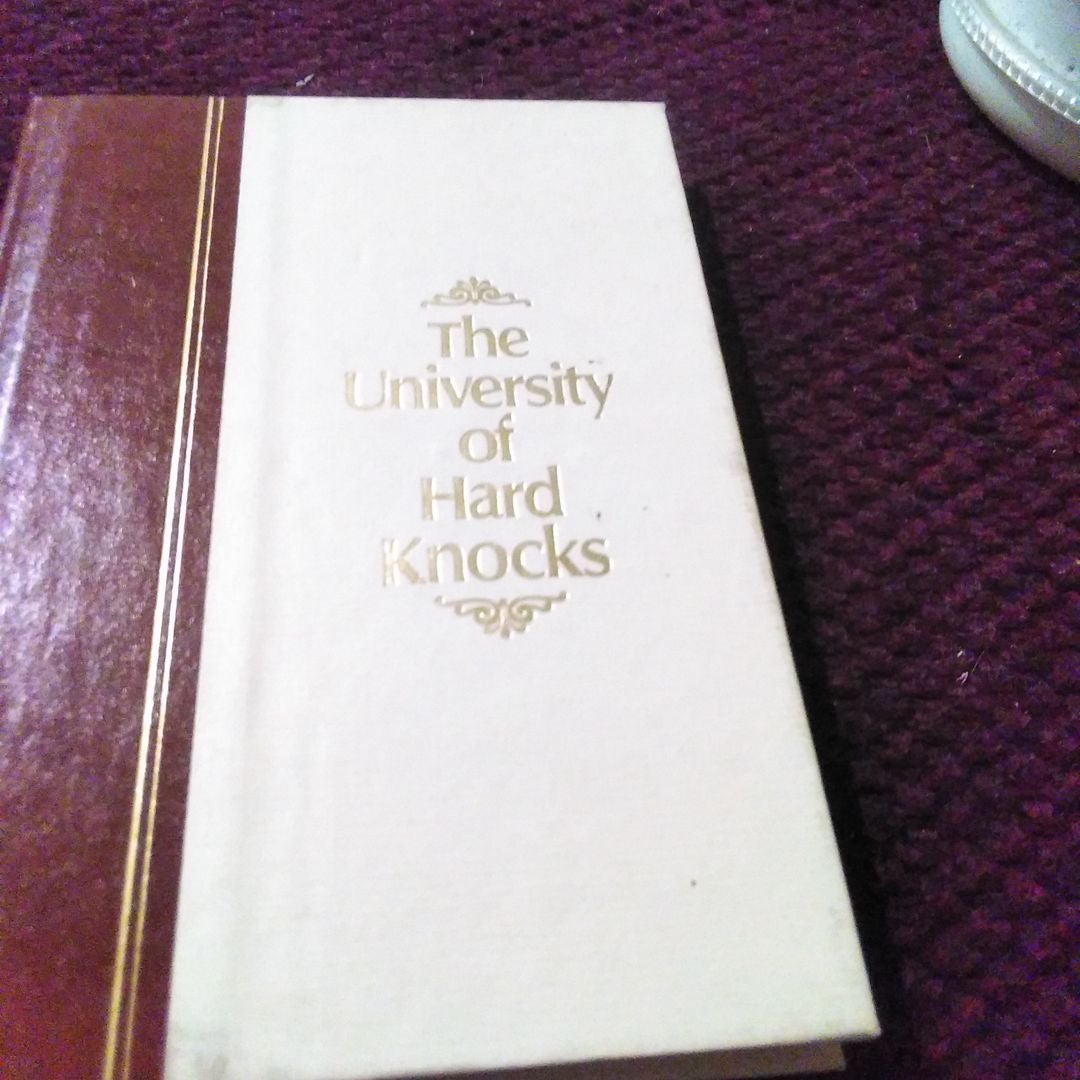 The
University
of
Hard
Knocks